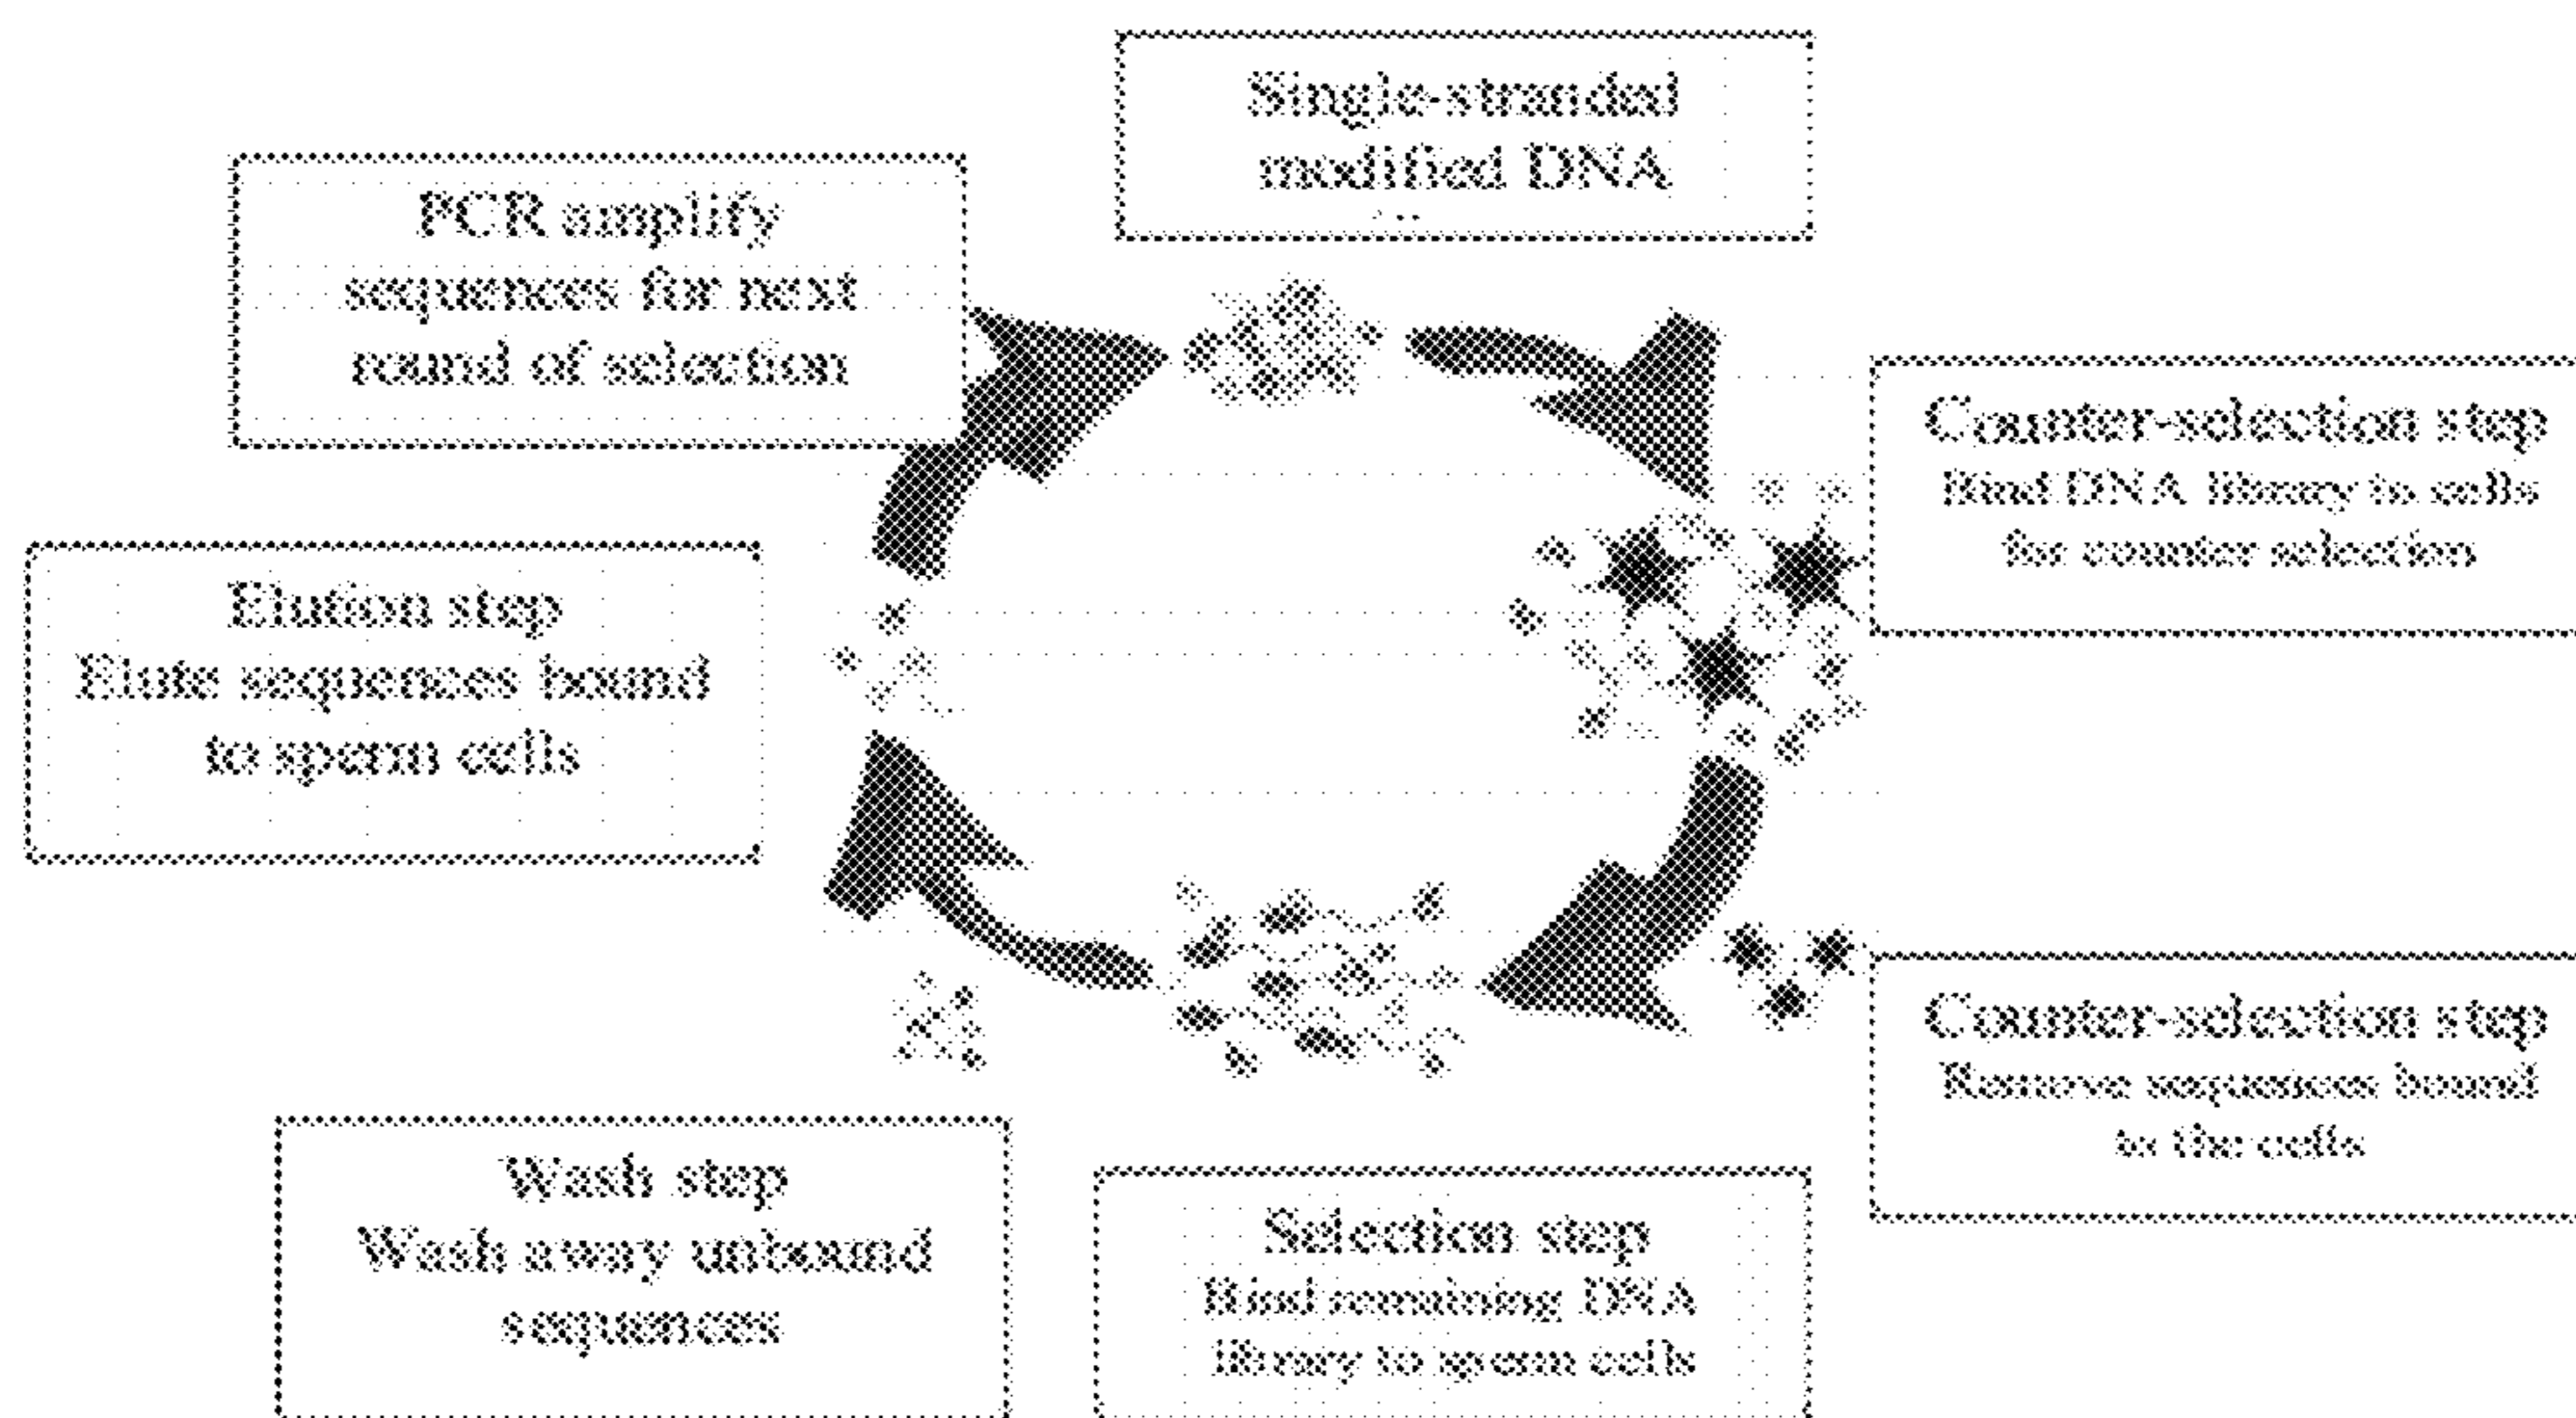 Single-stranded
modified DNA
PCR amplify
sequences for next
round of selection
Counter-selection step
Bind DNA library to cells
for counter selection
Elution step
Elute sequences bound
to sperm cells
Counter-selection step
Remove sequences bound
to the cells
Wash step
Wash away unbound
sequences
Selection step
Bind remaining DNA
library to sperm cells